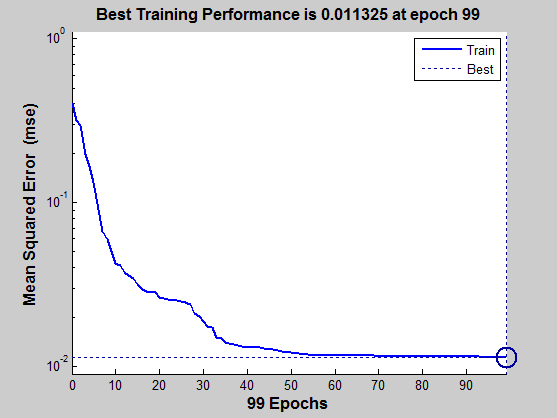 Best Training Performance is 0.011325 at epoch 99
10^0
Train
Best
10^-1
10^-2
Mean Squared Error (mse)
0 10 20 30 40 50 60 70 80 90
99 Epochs